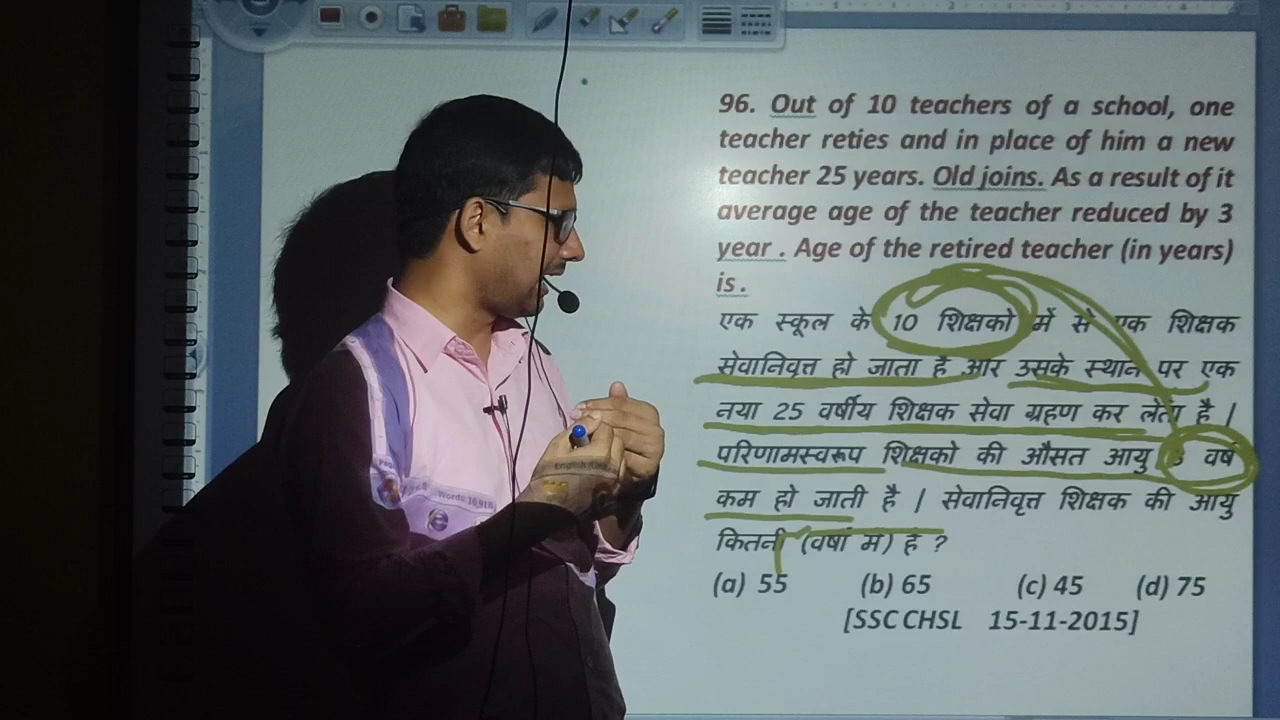 96. Out of 10 teachers of a school, one
teacher reties and in place of him a new
teacher 25 years. Old joins. As a result of it
average age of the teacher reduced by 3
year . Age of the retired teacher (in years)
is .
एक स्कूल के 10 शिक्षको में से एक शिक्षक
सेवानिवृत्त हो जाता है और उसके स्थान पर एक
नया 25 वर्षीय शिक्षक सेवा ग्रहण कर लेता है |
परिणामस्वरूप शिक्षको की औसत आयु 3 वर्ष
कम हो जाती है | सेवानिवृत्त शिक्षक की आयु
कितनी (वर्षों में) है ?
(a) 55 (b) 65 (c) 45 (d) 75
[SSC CHSL 15-11-2015]
Words: 16,918